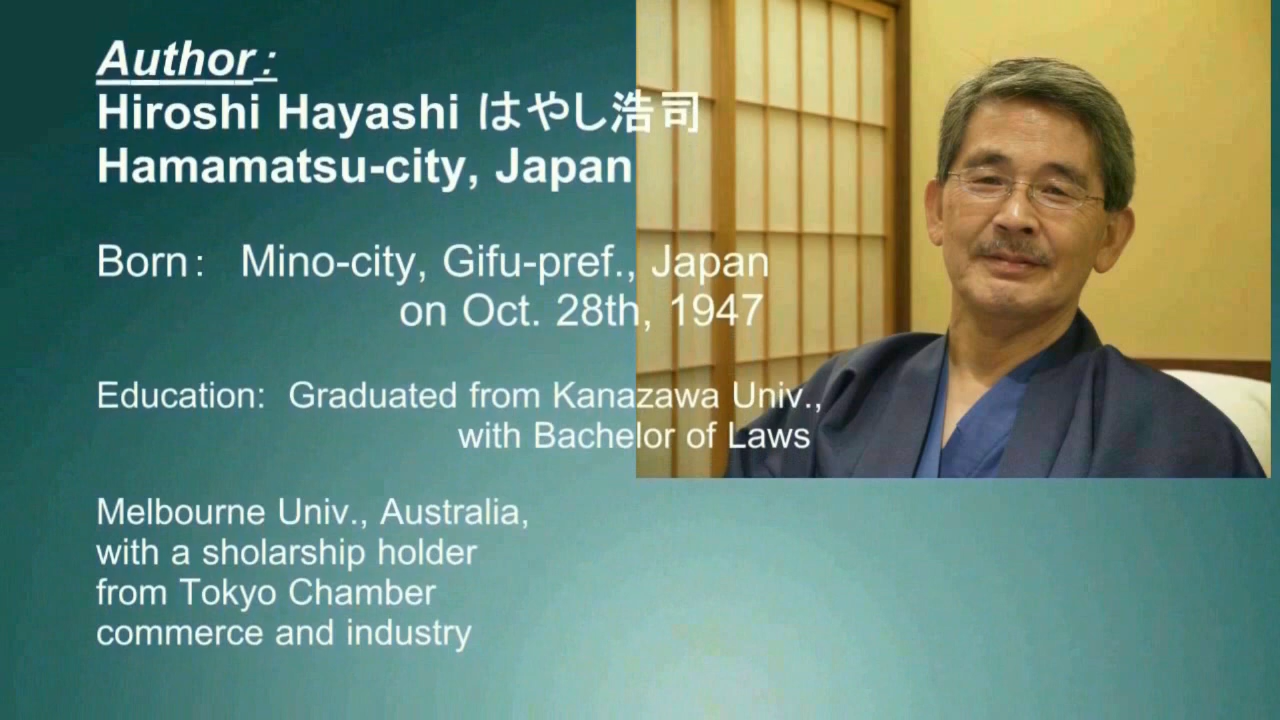 Author:
Hiroshi Hayashi はやし浩司
Hamamatsu-city, Japan
Born: Mino-city, Gifu-pref., Japan
on Oct. 28th, 1947
Education: Graduated from Kanazawa Univ.,
with Bachelor of Laws
Melbourne Univ., Australia,
with a sholarship holder
from Tokyo Chamber
commerce and industry